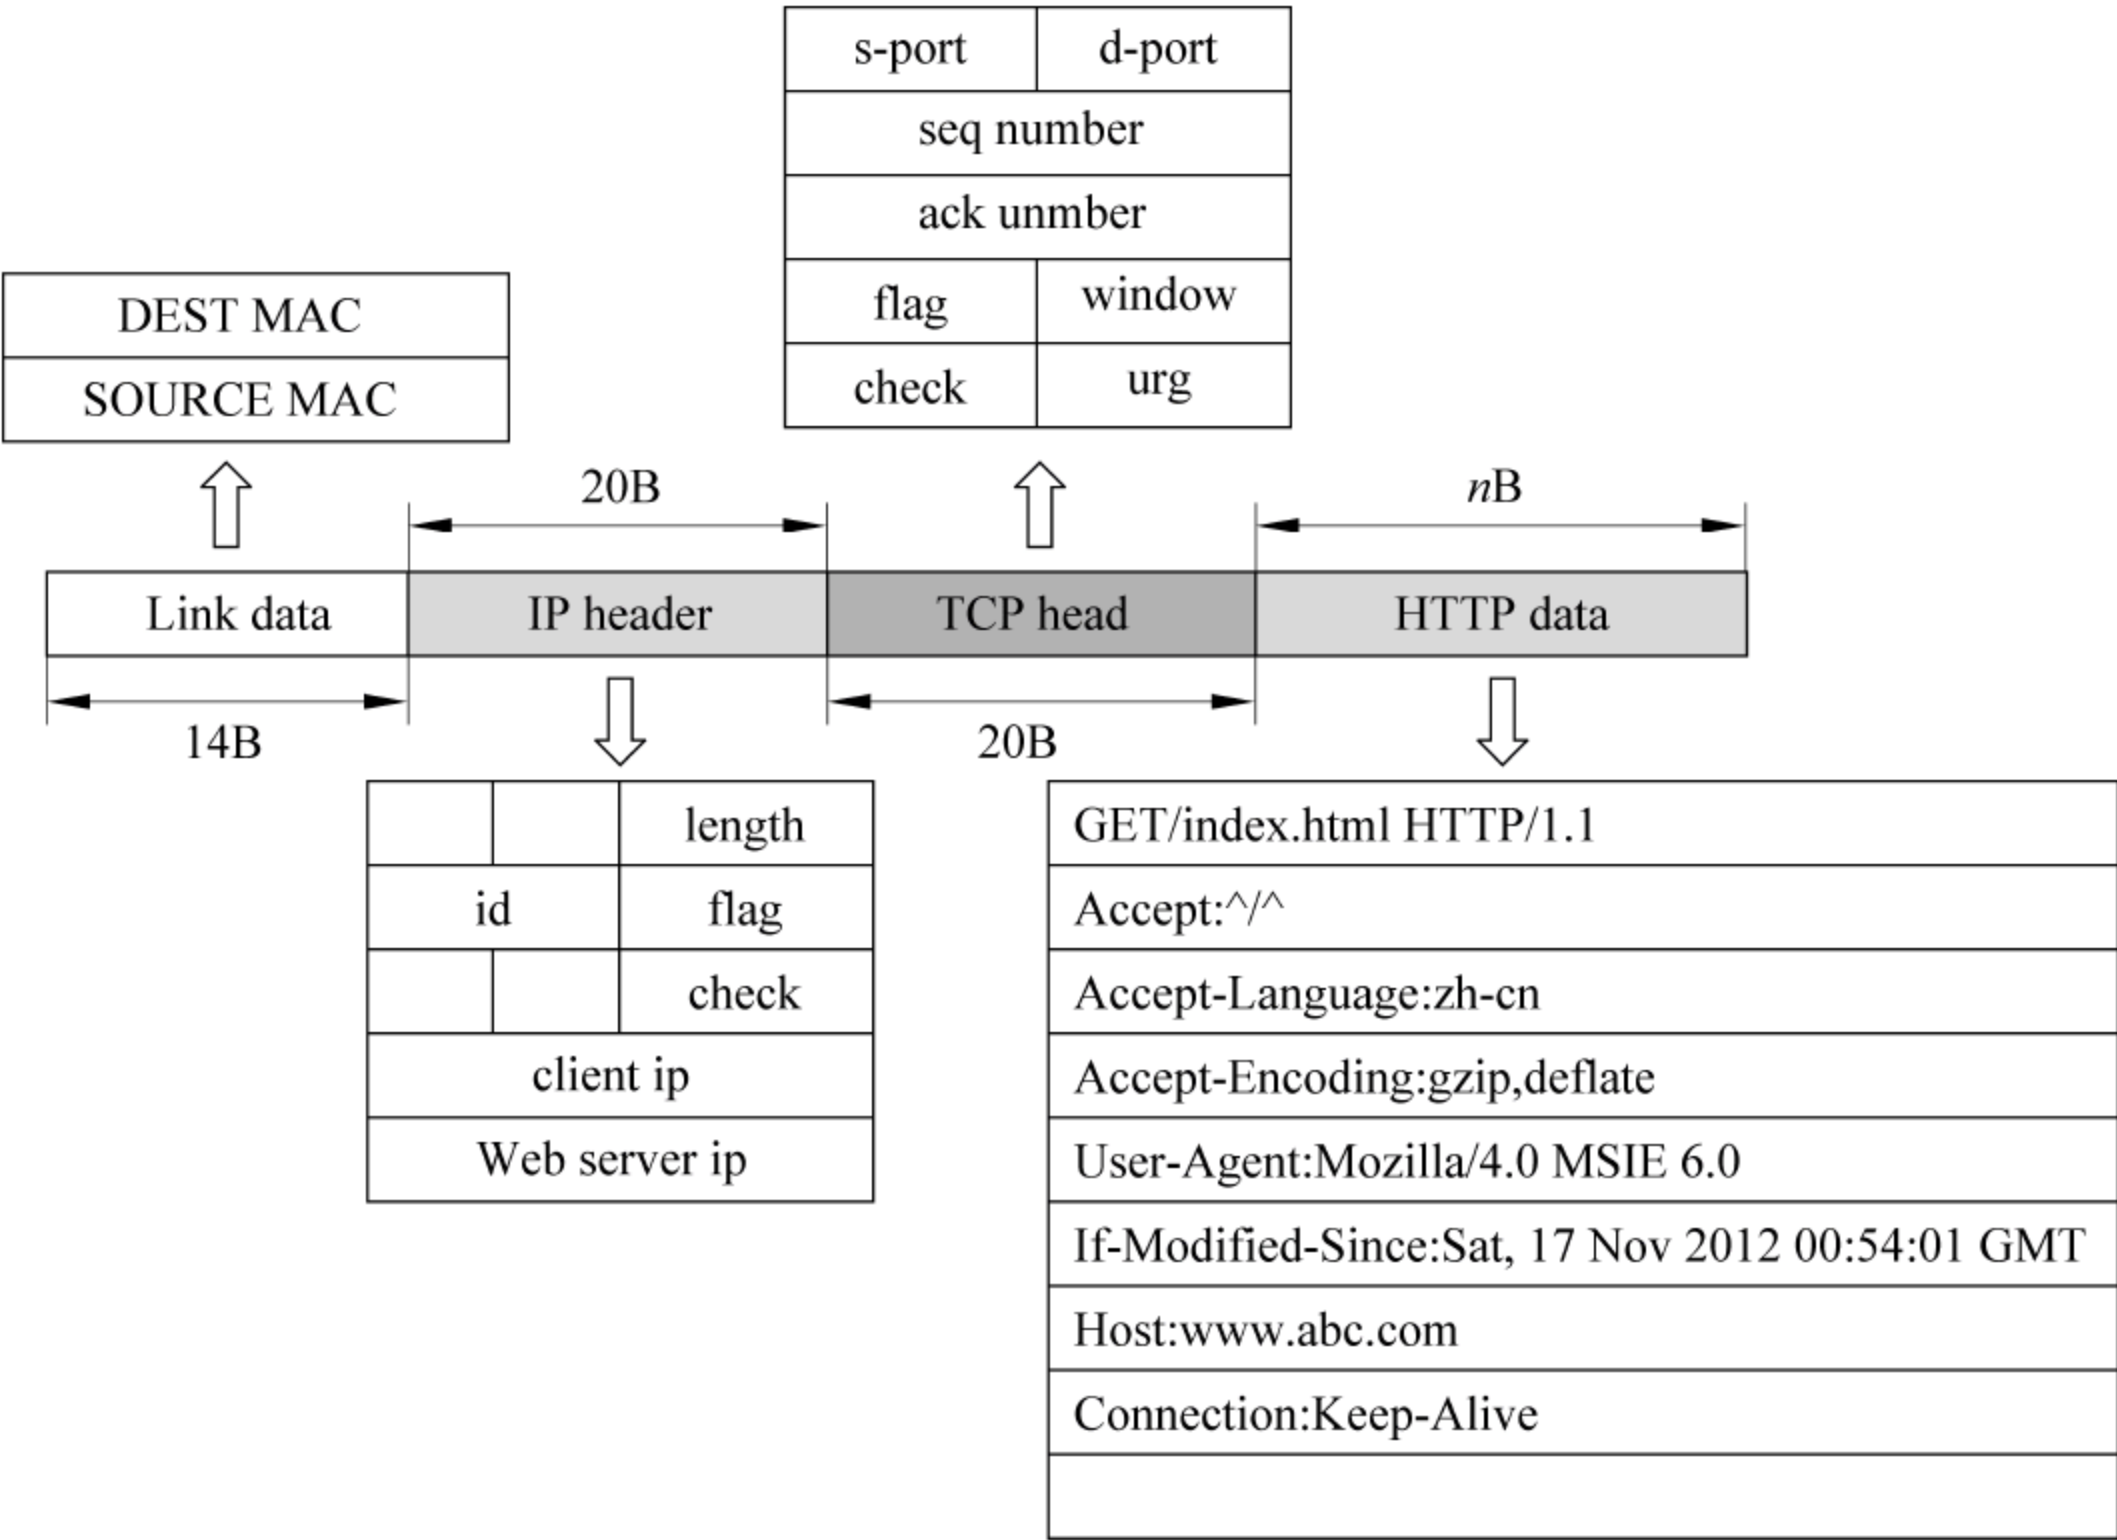 s-port d-port
seq number
ack unmber
flag window
check urg
DEST MAC
SOURCE MAC
20B nB
Link data IP header TCP head HTTP data
14B 20B
length
id flag
check
client ip
Web server ip
GET/index.html HTTP/1.1
Accept:^/^
Accept-Language:zh-cn
Accept-Encoding:gzip,deflate
User-Agent:Mozilla/4.0 MSIE 6.0
If-Modified-Since:Sat, 17 Nov 2012 00:54:01 GMT
Host:www.abc.com
Connection:Keep-Alive